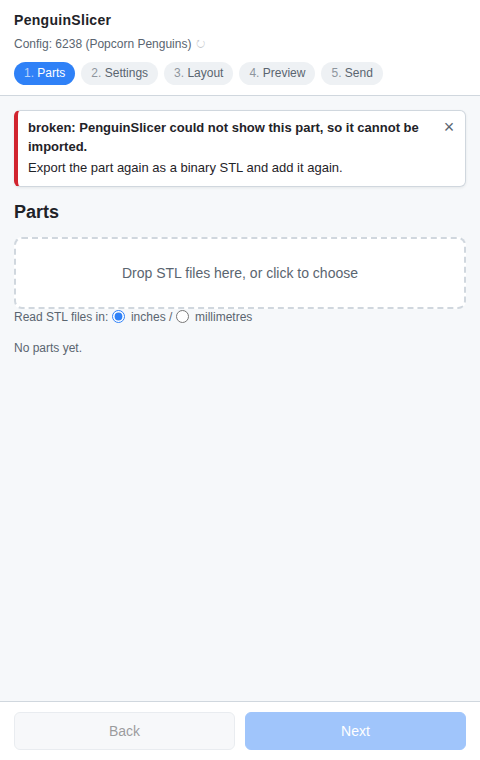 PenguinSlicer
Config: 6238 (Popcorn Penguins)
1. Parts 2. Settings 3. Layout 4. Preview 5. Send
broken: PenguinSlicer could not show this part, so it cannot be
imported.
Export the part again as a binary STL and add it again.
Parts
Drop STL files here, or click to choose
Read STL files in: inches / millimetres
No parts yet.
Back Next